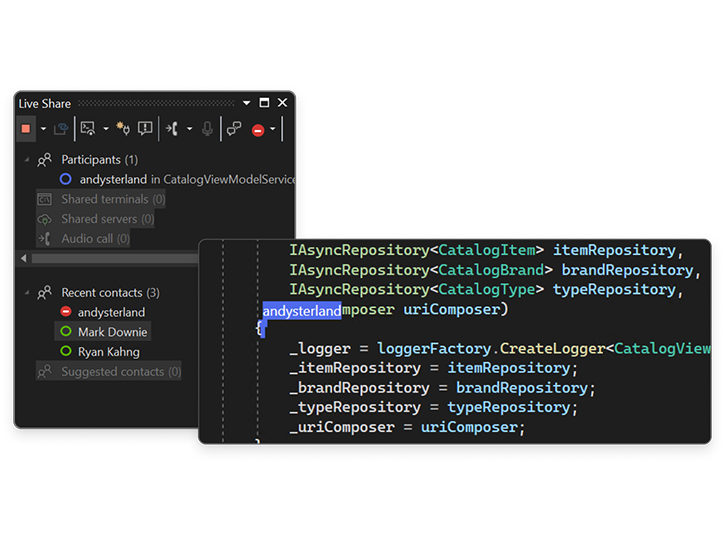 Live Share
Participants (1)
andysterland in CatalogViewModelService
Shared terminals (0)
Shared servers (0)
Audio call (0)
Recent contacts (3)
andysterland
Mark Downie
Ryan Kahng
Suggested contacts (0)
IAsyncRepository<CatalogItem> itemRepository,
IAsyncRepository<CatalogBrand> brandRepository,
IAsyncRepository<CatalogType> typeRepository,
andysterland mposer uriComposer)
{
_logger = loggerFactory.CreateLogger<CatalogView
_itemRepository = itemRepository;
_brandRepository = brandRepository;
_typeRepository = typeRepository;
_uriComposer = uriComposer;